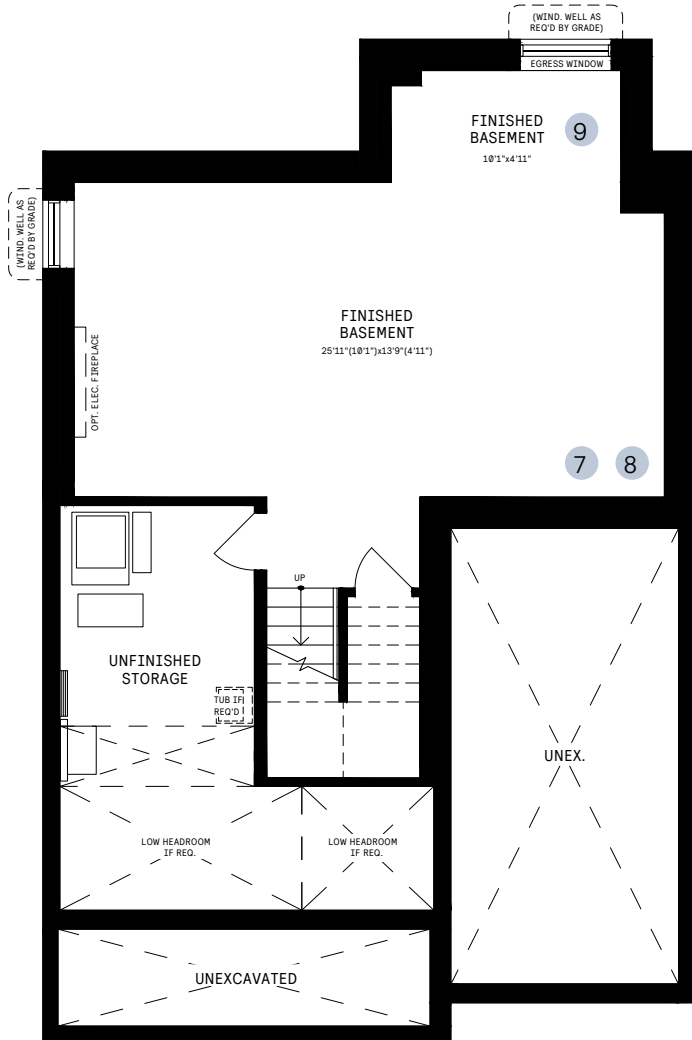 (WIND. WELL AS
REQ'D BY GRADE)
EGRESS WINDOW
FINISHED
BASEMENT
9
10'1"x4'11"
(WIND. WELL AS
REQ'D BY GRADE)
FINISHED
BASEMENT
25'11"(10'1")x13'9"(4'11")
OPT. ELEC. FIREPLACE
7
8
UP
UNFINISHED
STORAGE
TUB IF
REQ'D
UNEX.
LOW HEADROOM
IF REQ.
LOW HEADROOM
IF REQ.
UNEXCAVATED